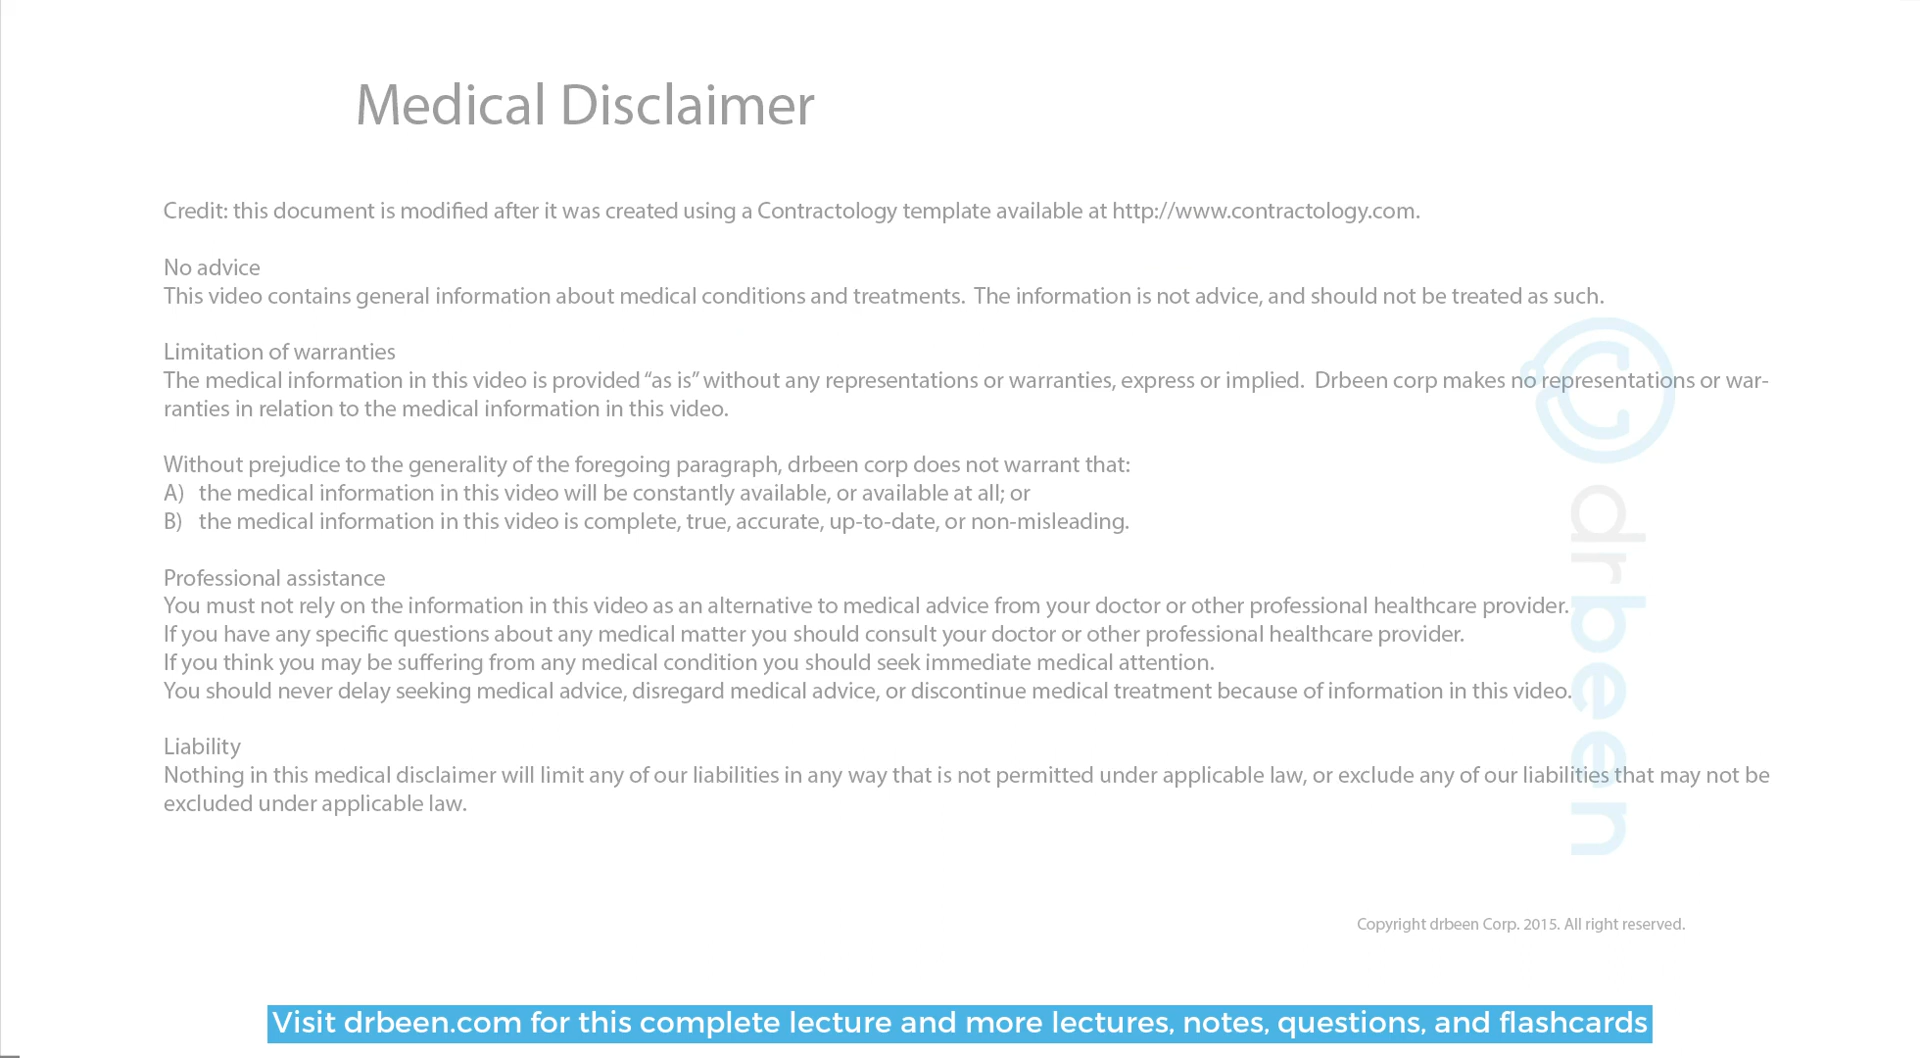 Medical Disclaimer
Credit: this document is modified after it was created using a Contractology template available at http://www.contractology.com.
No advice
This video contains general information about medical conditions and treatments.  The information is not advice, and should not be treated as such.
Limitation of warranties
The medical information in this video is provided “as is” without any representations or warranties, express or implied.  Drbeen corp makes no representations or war-
ranties in relation to the medical information in this video.
Without prejudice to the generality of the foregoing paragraph, drbeen corp does not warrant that:
A)  the medical information in this video will be constantly available, or available at all; or
B)  the medical information in this video is complete, true, accurate, up-to-date, or non-misleading.
Professional assistance
You must not rely on the information in this video as an alternative to medical advice from your doctor or other professional healthcare provider.
If you have any specific questions about any medical matter you should consult your doctor or other professional healthcare provider.
If you think you may be suffering from any medical condition you should seek immediate medical attention.
You should never delay seeking medical advice, disregard medical advice, or discontinue medical treatment because of information in this video.
Liability
Nothing in this medical disclaimer will limit any of our liabilities in any way that is not permitted under applicable law, or exclude any of our liabilities that may not be
excluded under applicable law.
drbeen
Copyright drbeen Corp. 2015. All right reserved.
Visit drbeen.com for this complete lecture and more lectures, notes, questions, and flashcards